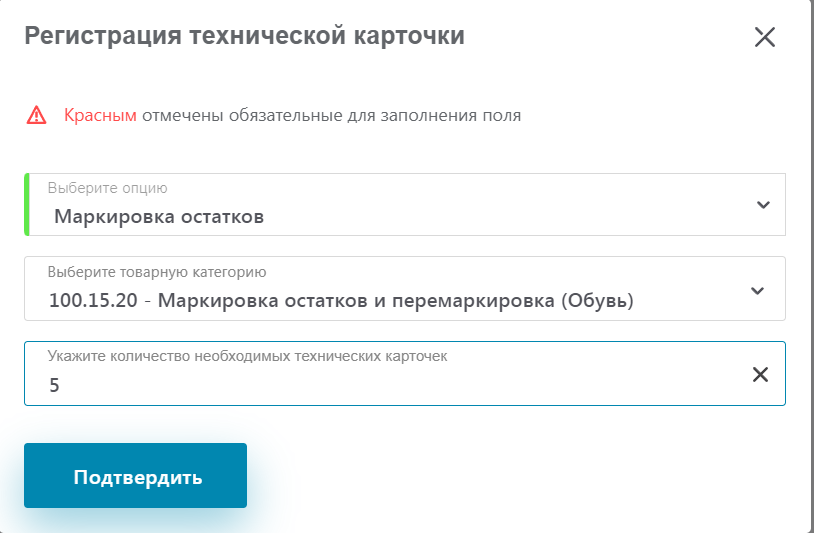 Регистрация технической карточки
Красным отмечены обязательные для заполнения поля
Выберите опцию
Маркировка остатков
Выберите товарную категорию
100.15.20 - Маркировка остатков и перемаркировка (Обувь)
Укажите количество необходимых технических карточек
5
Подтвердить